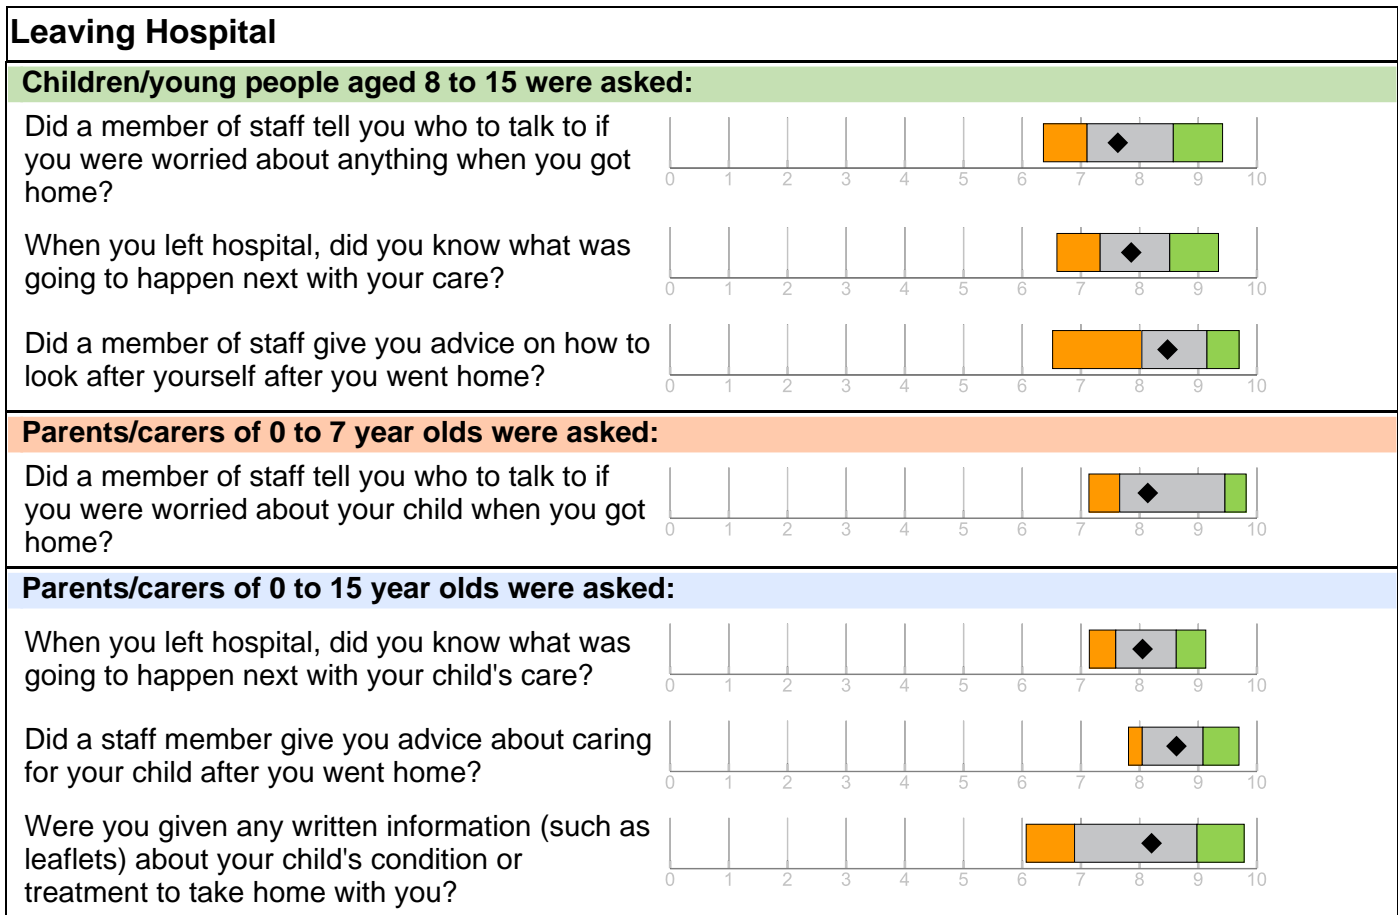 Leaving Hospital
Children/young people aged 8 to 15 were asked:
Did a member of staff tell you who to talk to if
you were worried about anything when you got
home?
0 1 2 3 4 5 6 7 8 9 10
When you left hospital, did you know what was
going to happen next with your care?
0 1 2 3 4 5 6 7 8 9 10
Did a member of staff give you advice on how to
look after yourself after you went home?
0 1 2 3 4 5 6 7 8 9 10
Parents/carers of 0 to 7 year olds were asked:
Did a member of staff tell you who to talk to if
you were worried about your child when you got
home?
0 1 2 3 4 5 6 7 8 9 10
Parents/carers of 0 to 15 year olds were asked:
When you left hospital, did you know what was
going to happen next with your child's care?
0 1 2 3 4 5 6 7 8 9 10
Did a staff member give you advice about caring
for your child after you went home?
0 1 2 3 4 5 6 7 8 9 10
Were you given any written information (such as
leaflets) about your child's condition or
treatment to take home with you?
0 1 2 3 4 5 6 7 8 9 10